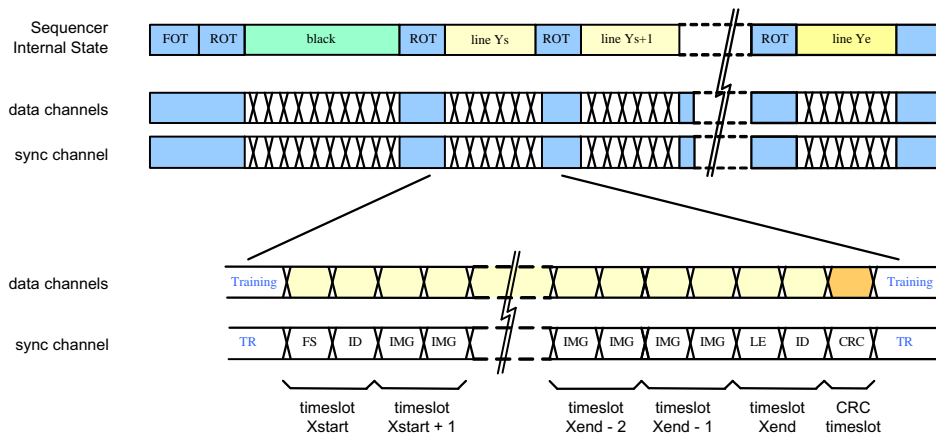 Sequencer
Internal State
FOT ROT black ROT line Ys ROT line Ys+1 ROT line Ye
data channels
sync channel
data channels Training Training
sync channel TR FS ID IMG IMG IMG IMG IMG IMG LE ID CRC TR
timeslot timeslot timeslot timeslot timeslot CRC
Xstart Xstart + 1 Xend - 2 Xend - 1 Xend timeslot